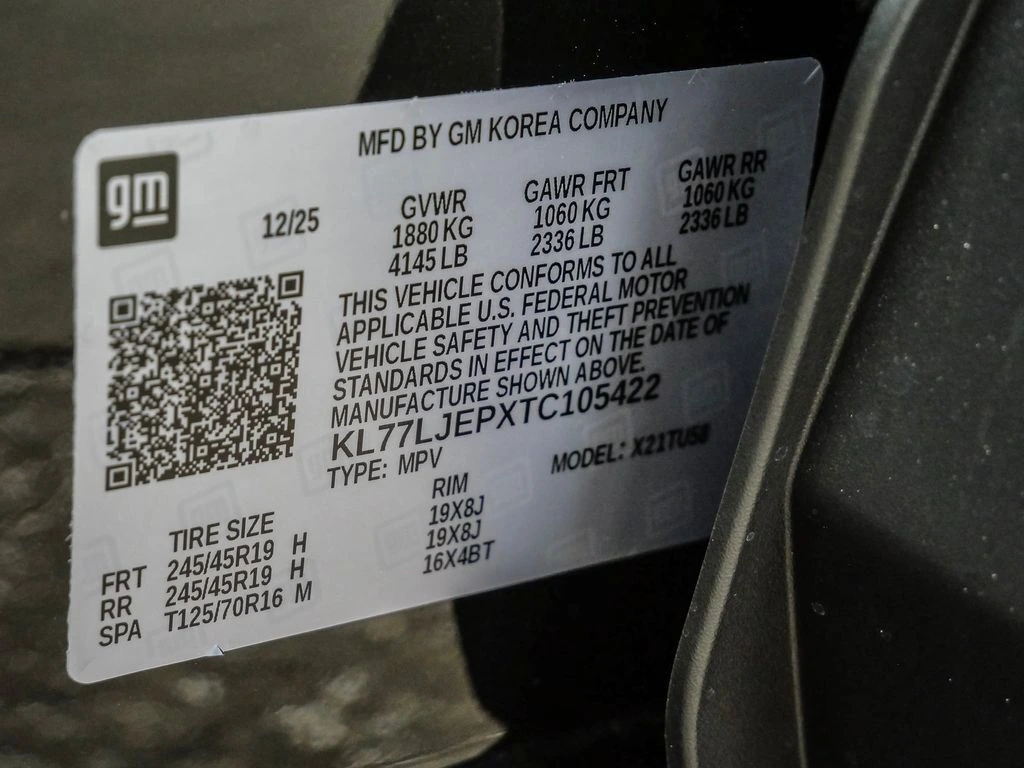 MFD BY GM KOREA COMPANY
gm
12/25
GVWR GAWR FRT GAWR RR
1880 KG 1060 KG 1060 KG
4145 LB 2336 LB 2336 LB
THIS VEHICLE CONFORMS TO ALL
APPLICABLE U.S. FEDERAL MOTOR
VEHICLE SAFETY AND THEFT PREVENTION
STANDARDS IN EFFECT ON THE DATE OF
MANUFACTURE SHOWN ABOVE.
KL77LJEPXTC105422
TYPE: MPV MODEL: X21TU58
TIRE SIZE RIM
FRT 245/45R19 H 19X8J
RR 245/45R19 H 19X8J
SPA T125/70R16 M 16X4BT